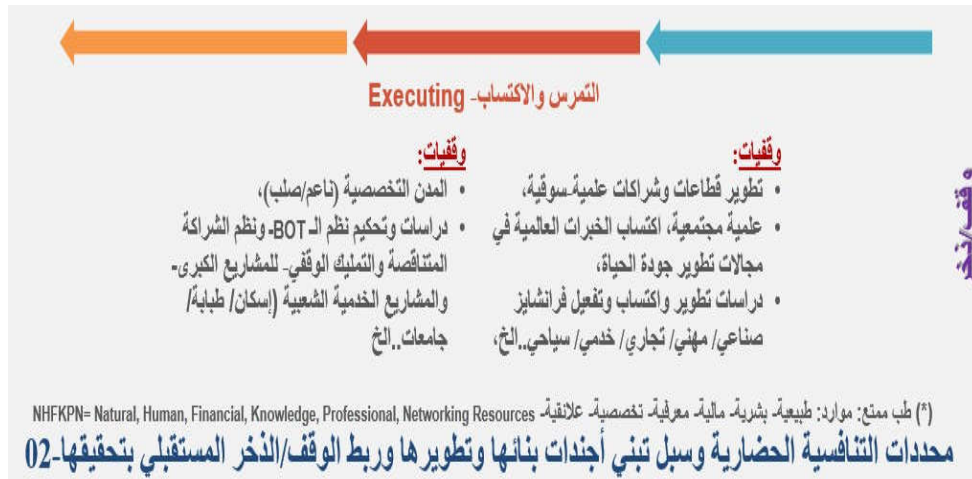 التمرس والاكتساب- Executing
وقفيات:
• تطوير قطاعات وشراكات علمية-سوقية،
• علمية مجتمعية، اكتساب الخبرات العالمية في
مجالات تطوير جودة الحياة،
• دراسات تطوير واكتساب وتفعيل فرانشايز
صناعي/ مهني/ تجاري/ خدمي/ سياحي..الخ،
وقفيات:
• المدن التخصصية (ناعم/صلب)،
• دراسات وتحكيم نظم الـ BOT- ونظم الشراكة
المتناقصة والتمليك الوقفي- للمشاريع الكبرى-
والمشاريع الخدمية الشعبية (إسكان/ طبابة/
جامعات..الخ
(*) طب ممتع: موارد: طبيعية- بشرية- مالية- معرفية- تخصصية- علائقية- NHFKPN= Natural, Human, Financial, Knowledge, Professional, Networking Resources
محددات التنافسية الحضارية وسبل تبني أجندات بنائها وتطويرها وربط الوقف/الذخر المستقبلي بتحقيقها-02